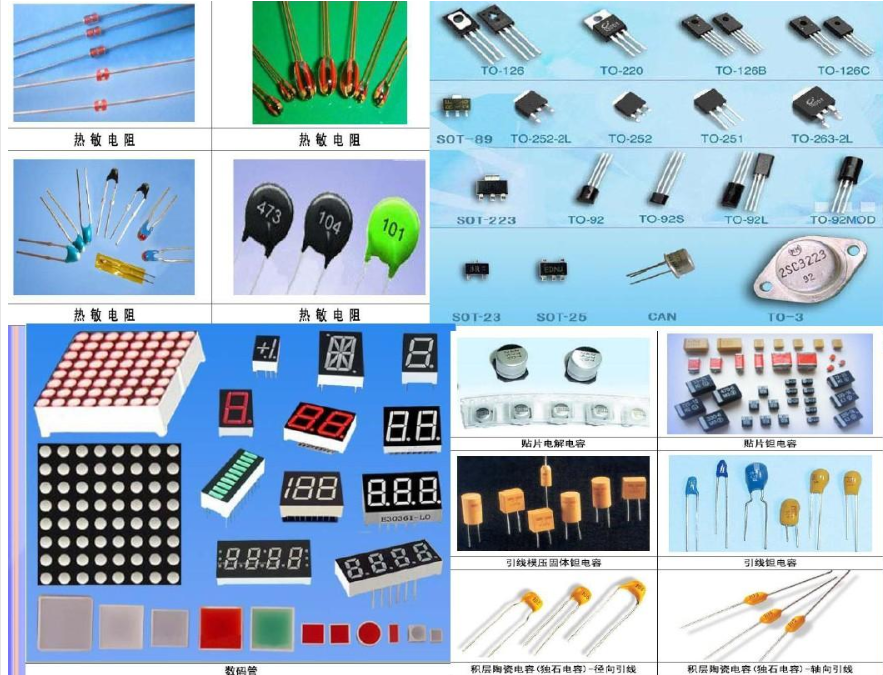 热敏电阻
热敏电阻
473
104
101
热敏电阻
热敏电阻
TO-126
TO-220
TO-126B
TO-126C
SOT-89
TO-252-2L
TO-252
TO-251
TO-263-2L
SOT-223
TO-92
TO-92S
TO-92L
TO-92MOD
2SC3223
92
SOT-23
SOT-25
CAN
TO-3
E30361-LO
数码管
贴片电解电容
贴片钽电容
引线模压固体钽电容
引线钽电容
积层陶瓷电容(独石电容)-径向引线
积层陶瓷电容(独石电容)-轴向引线